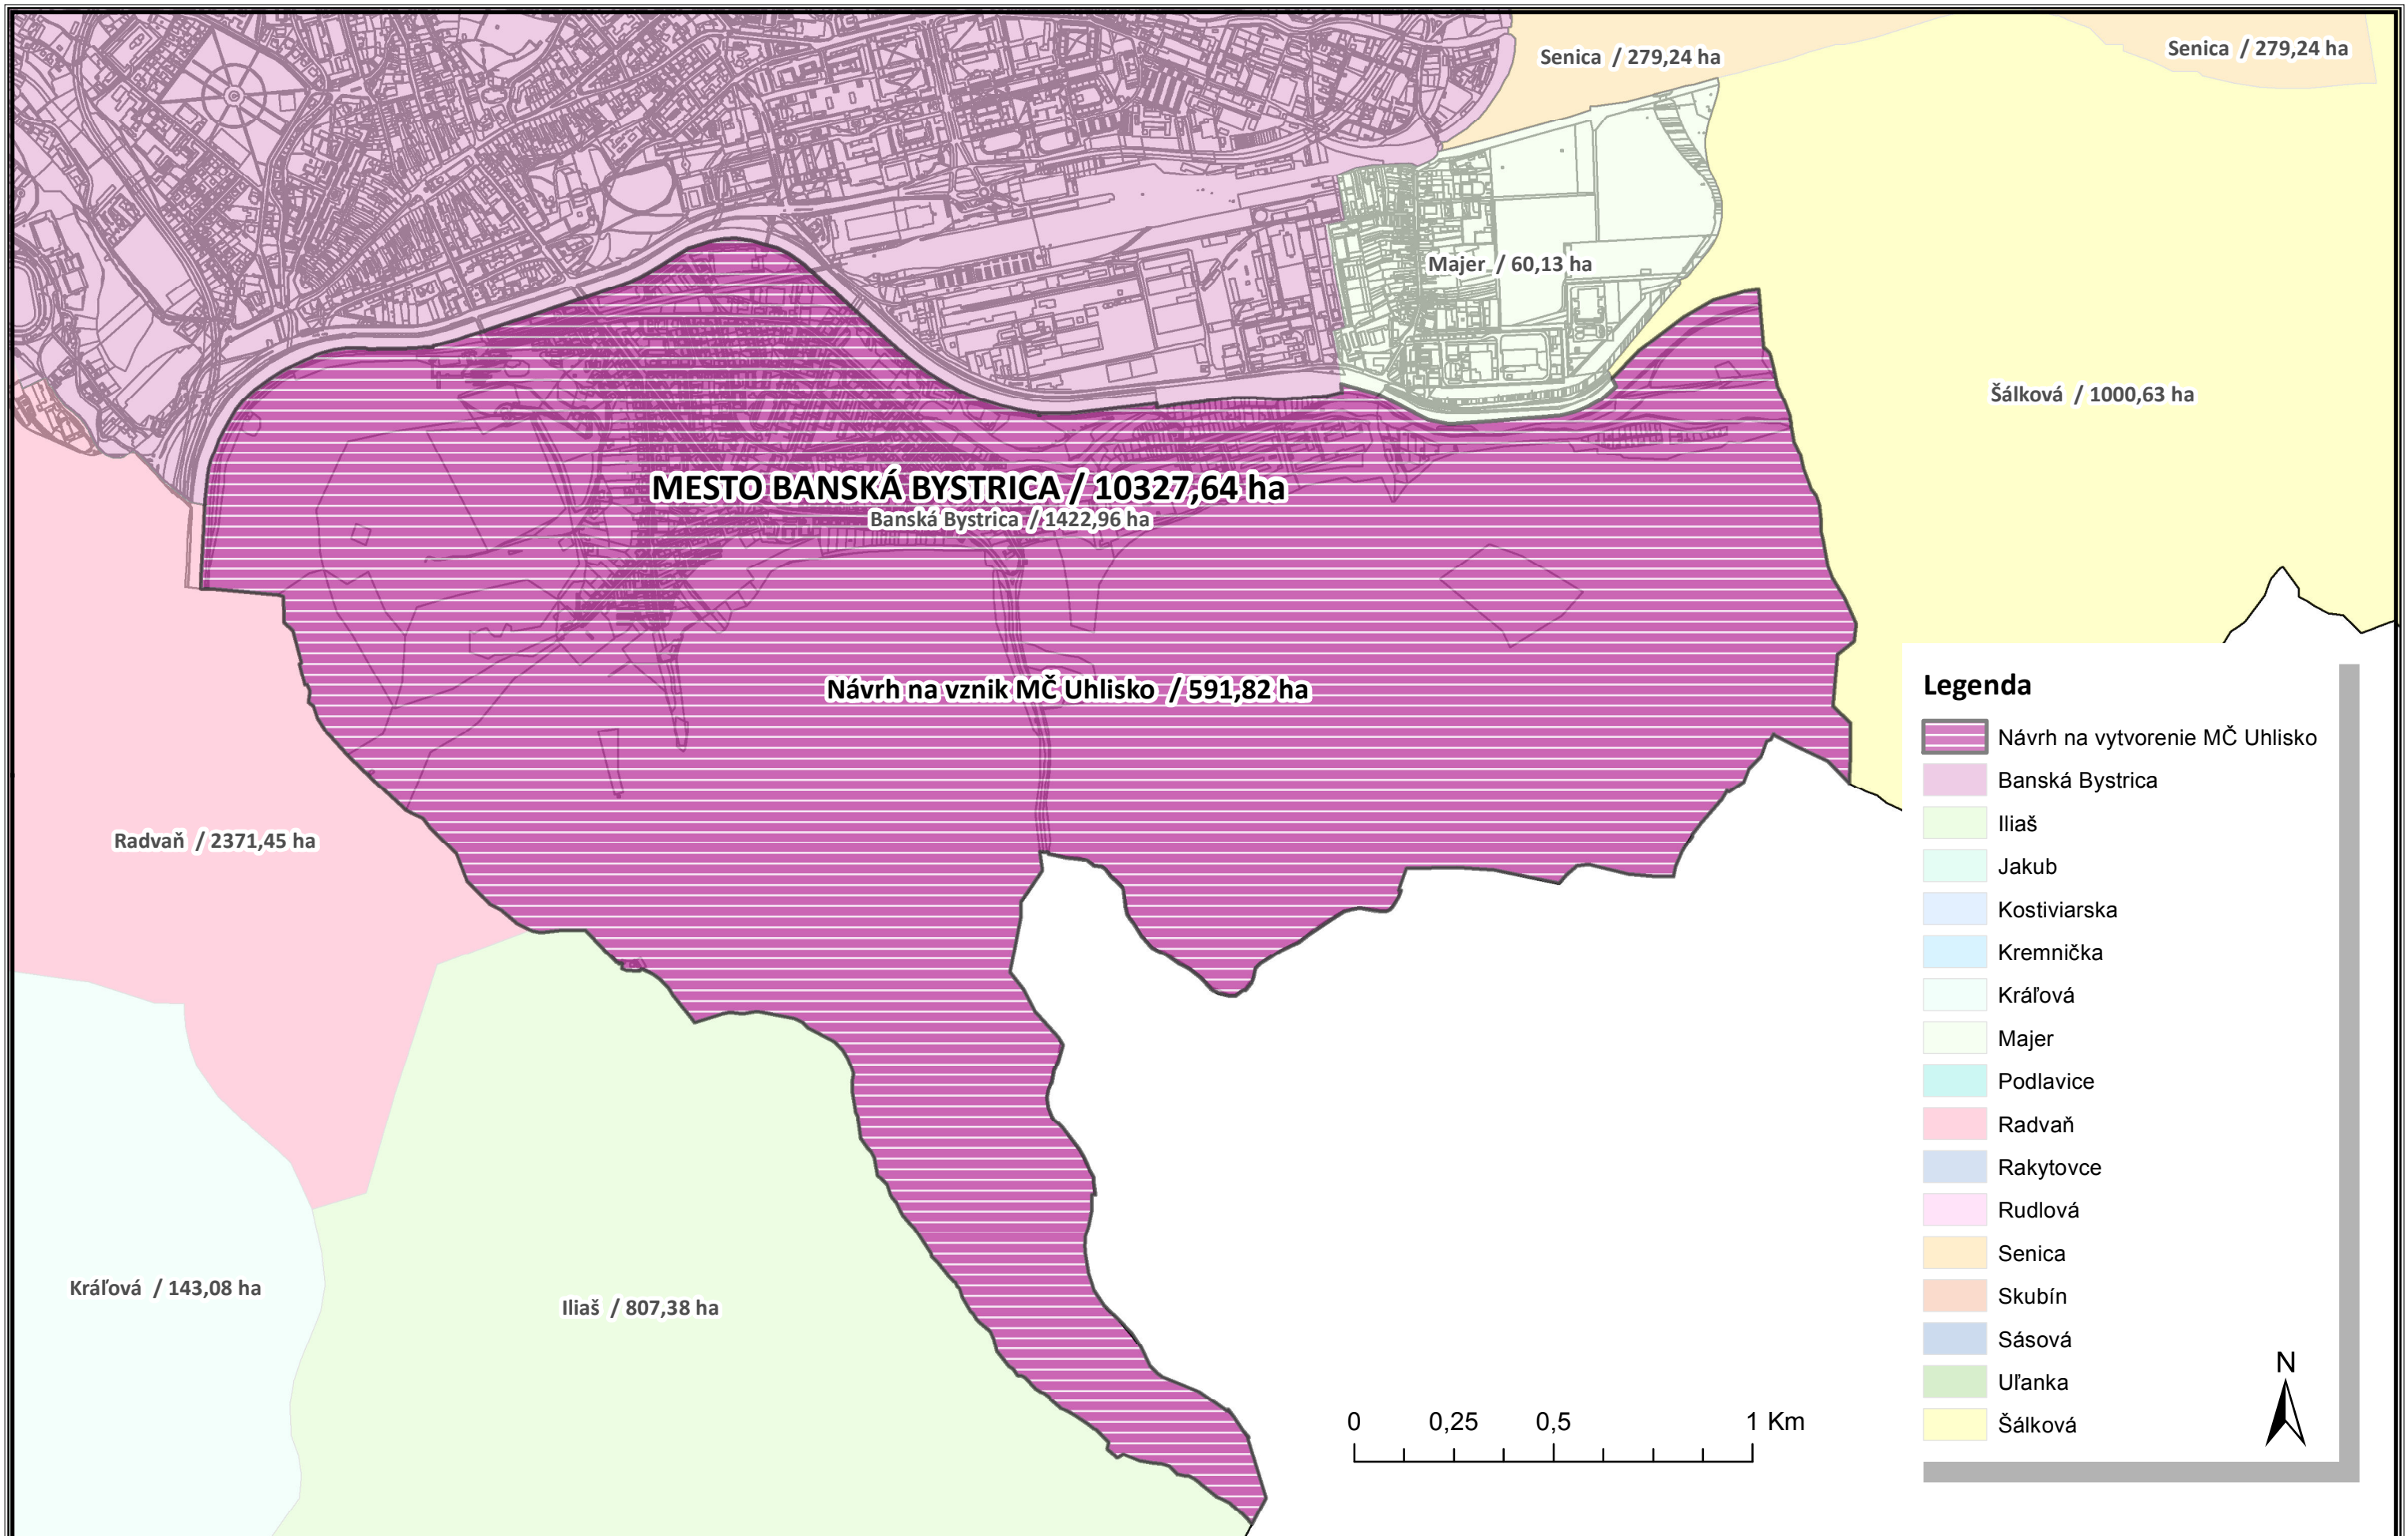 Senica / 279,24 ha
Senica / 279,24 ha
Majer / 60,13 ha
Šálková / 1000,63 ha
MESTO BANSKÁ BYSTRICA / 10327,64 ha
Banská Bystrica / 1422,96 ha
Návrh na vznik MČ Uhlisko / 591,82 ha
Radvaň / 2371,45 ha
Kráľová / 143,08 ha
Iliaš / 807,38 ha
Legenda
Návrh na vytvorenie MČ Uhlisko
Banská Bystrica
Iliaš
Jakub
Kostiviarska
Kremnička
Kráľová
Majer
Podlavice
Radvaň
Rakytovce
Rudlová
Senica
Skubín
Sásová
Uľanka
Šálková
N
0 0,25 0,5 1 Km